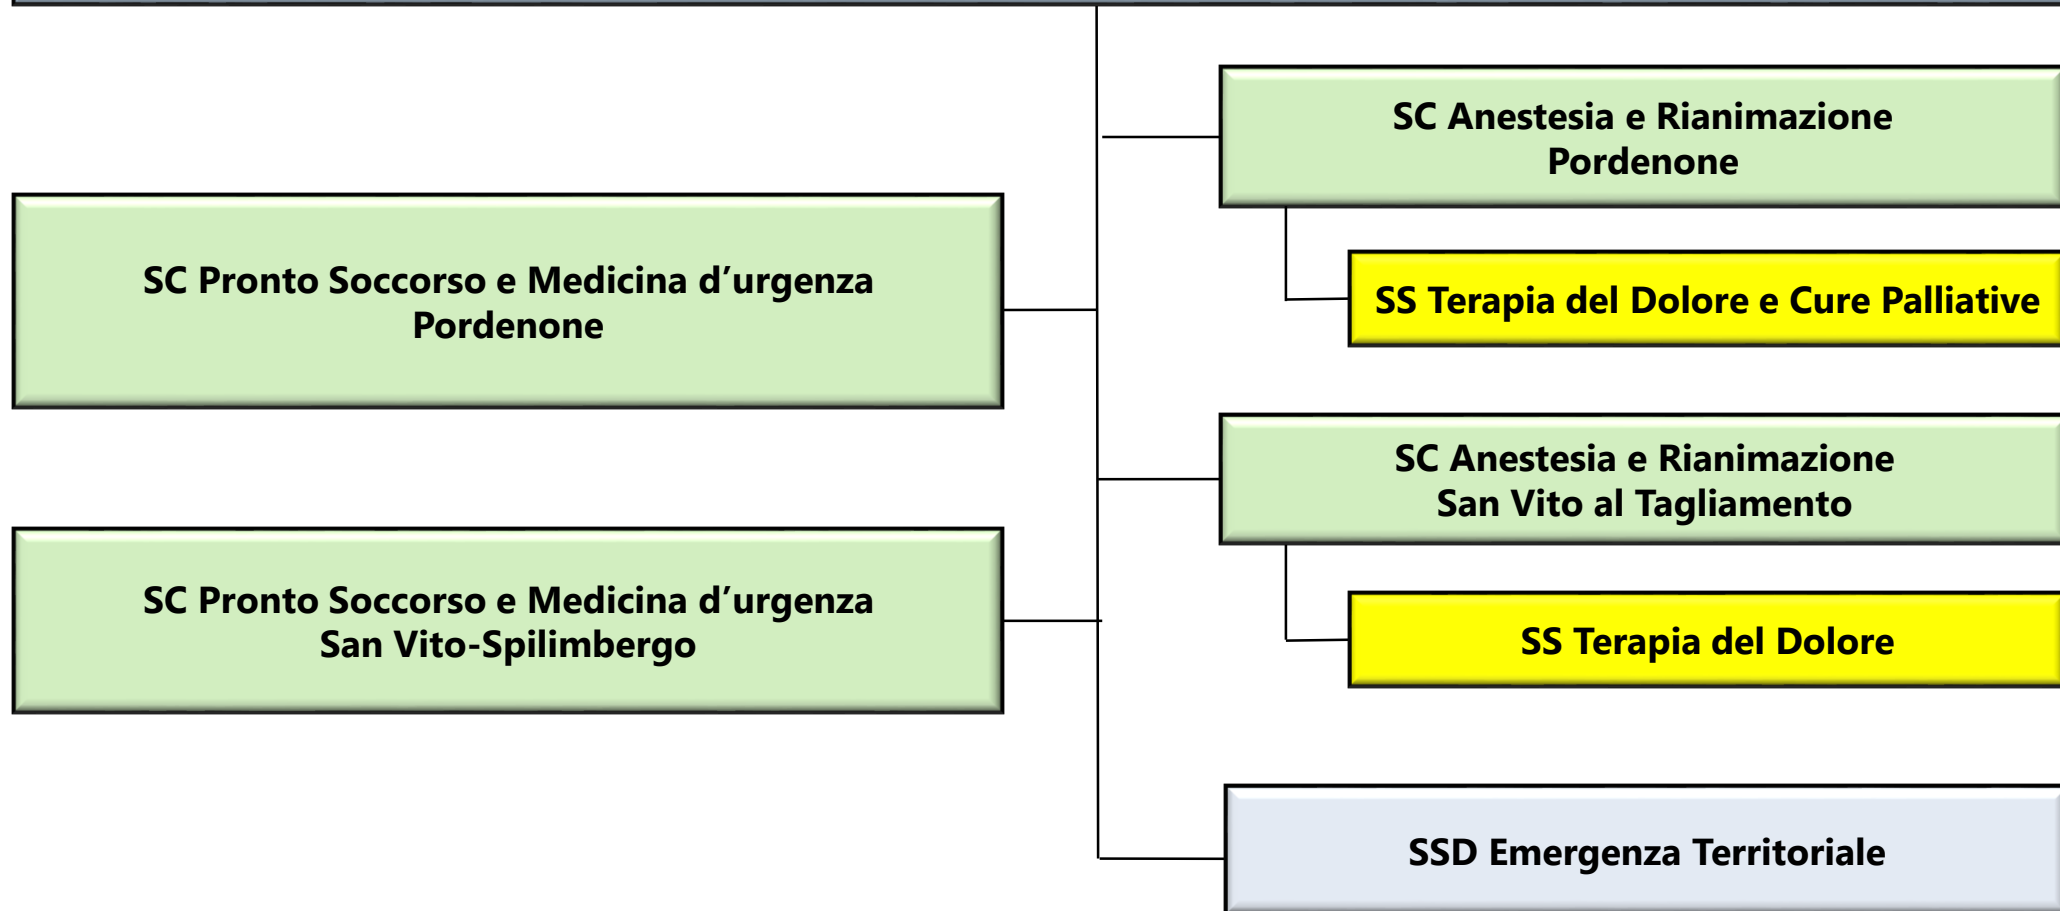 SC Anestesia e Rianimazione
Pordenone
SC Pronto Soccorso e Medicina d’urgenza
Pordenone
SS Terapia del Dolore e Cure Palliative
SC Anestesia e Rianimazione
San Vito al Tagliamento
SC Pronto Soccorso e Medicina d’urgenza
San Vito-Spilimbergo
SS Terapia del Dolore
SSD Emergenza Territoriale